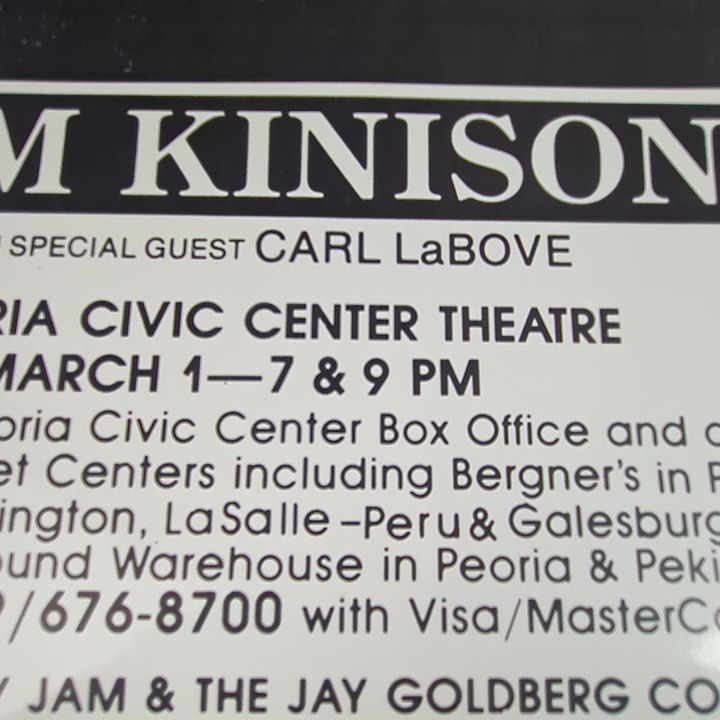 M KINISON
SPECIAL GUEST CARL LaBOVE
RIA CIVIC CENTER THEATRE
MARCH 1—7 & 9 PM
oria Civic Center Box Office and
et Centers including Bergner's in
ington, LaSalle-Peru & Galesburg
ound Warehouse in Peoria & Peki
/676-8700 with Visa/MasterC
JAM & THE JAY GOLDBERG CO